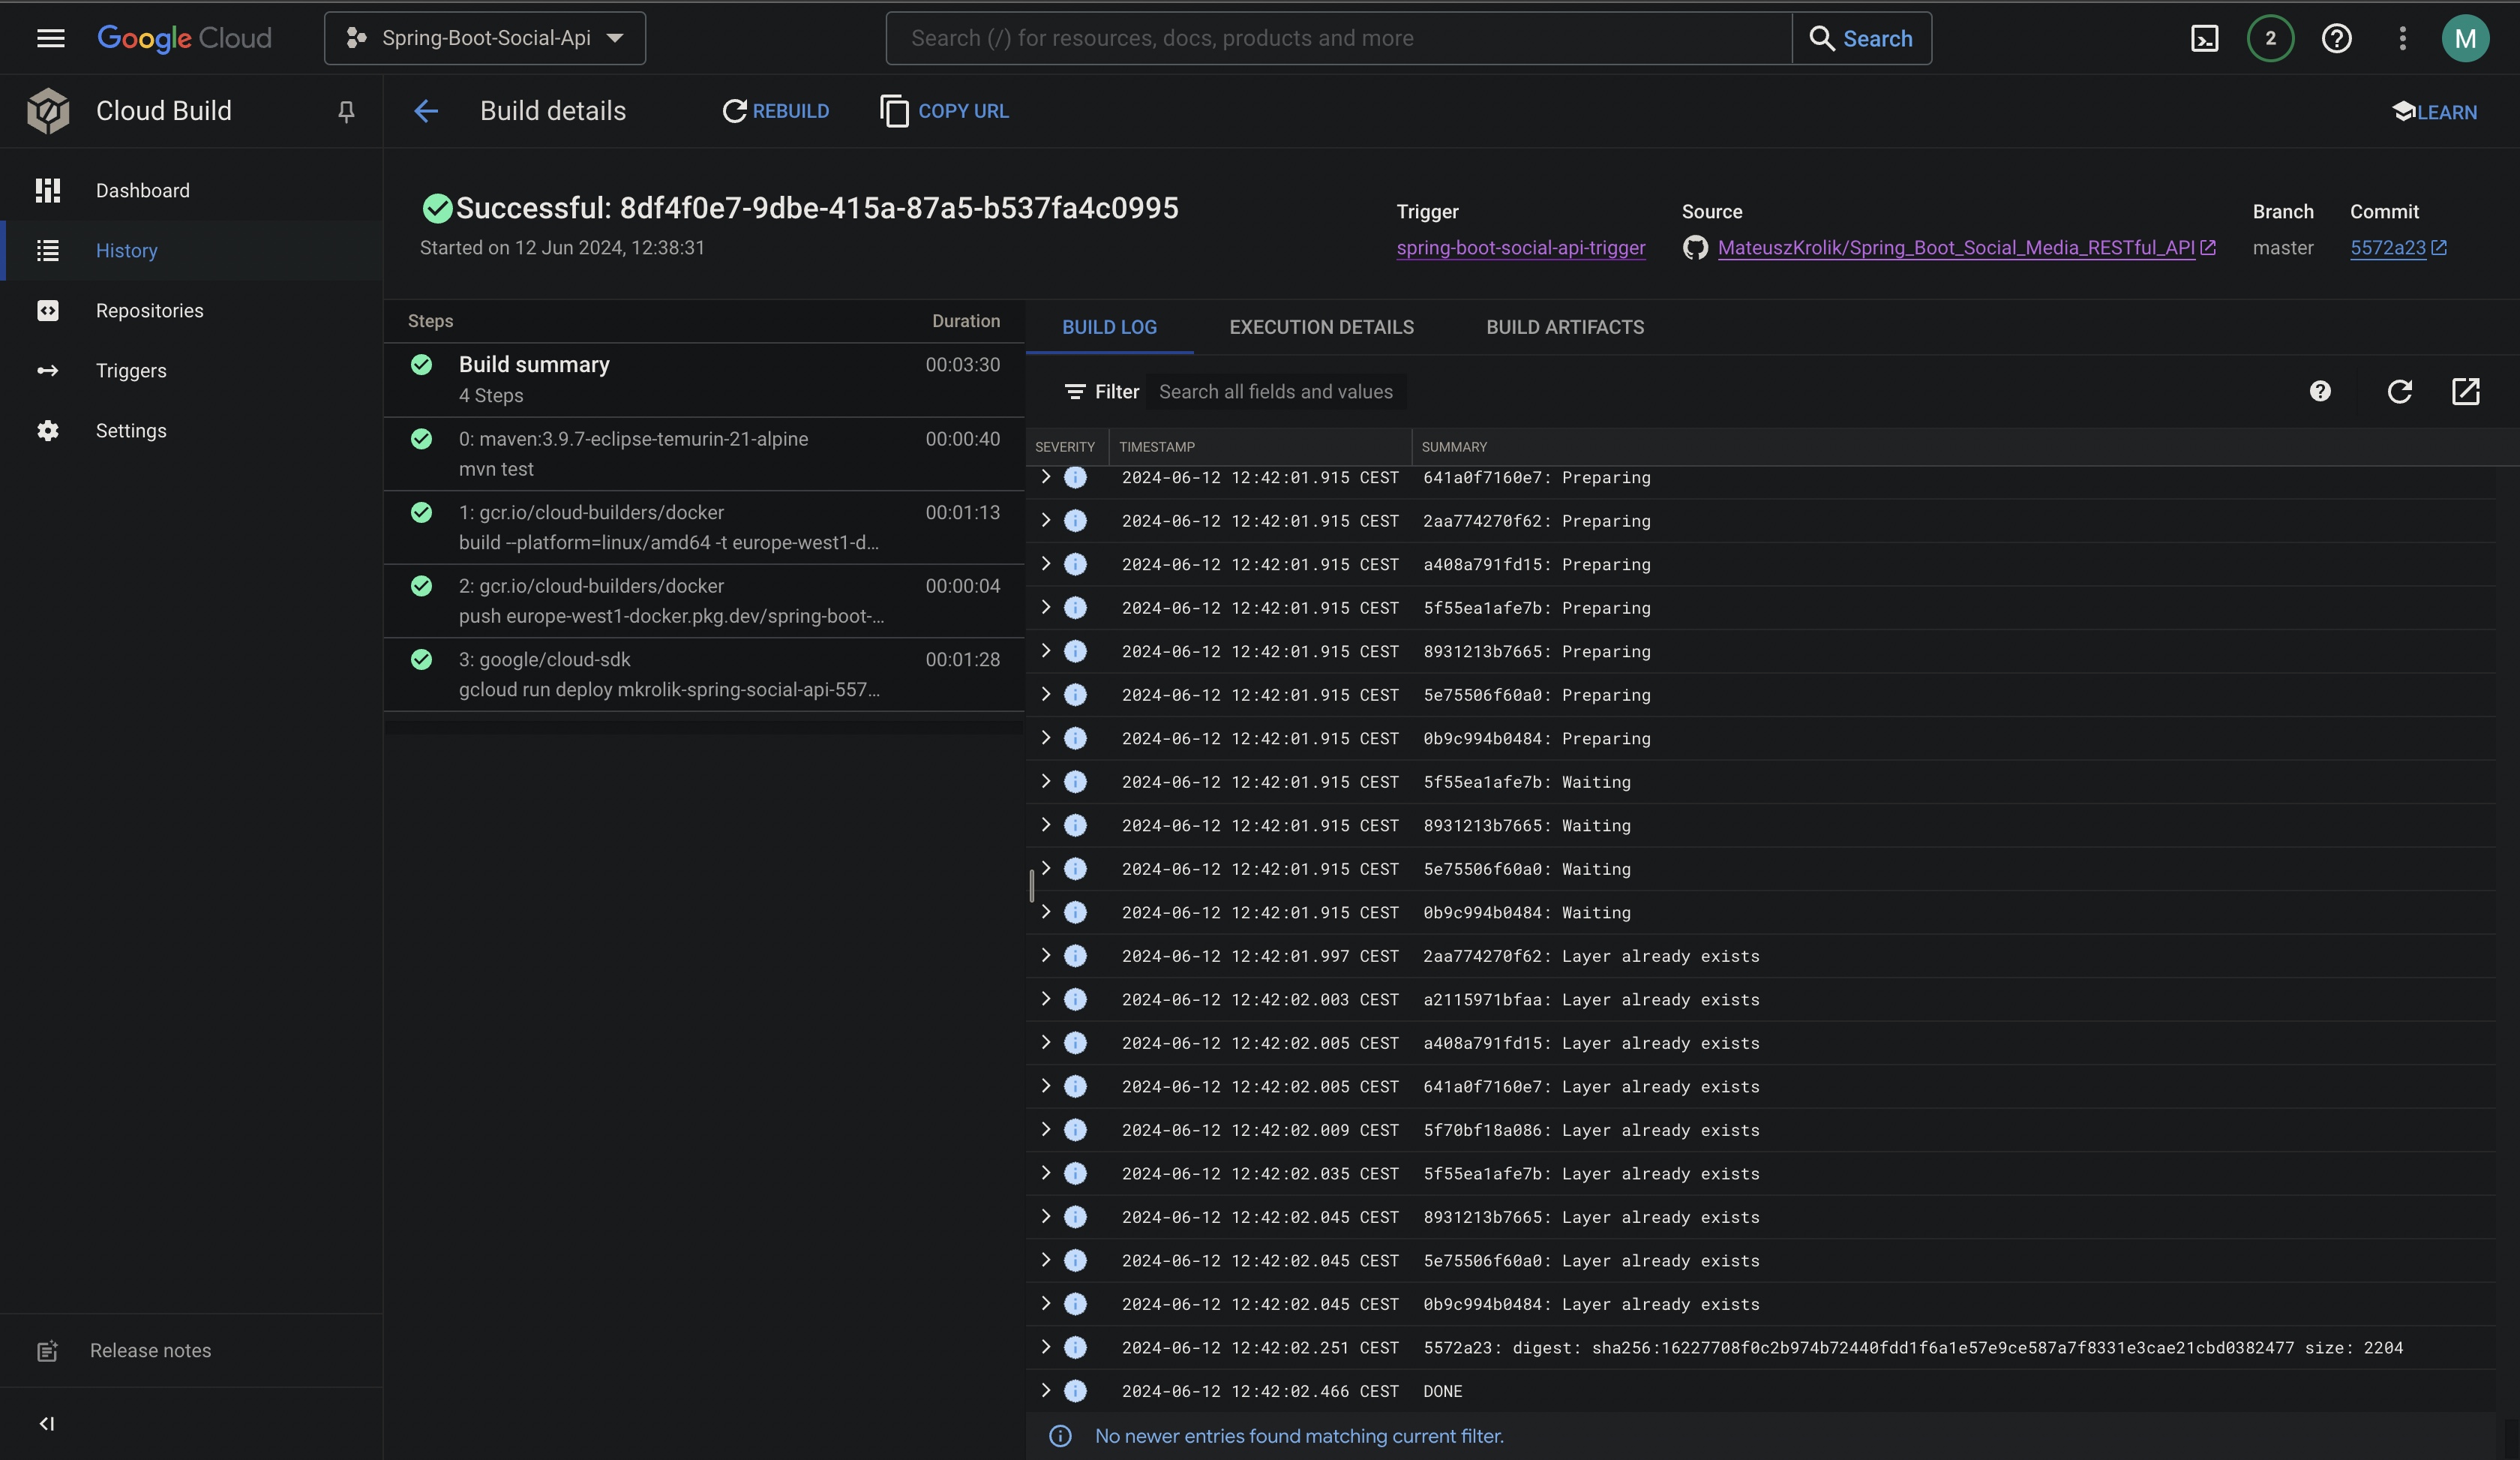 Google Cloud
Spring-Boot-Social-Api
Search (/) for resources, docs, products and more
Search
2
M
Cloud Build
Build details
REBUILD
COPY URL
LEARN
Dashboard
History
Repositories
Triggers
Settings
Release notes
Successful: 8df4f0e7-9dbe-415a-87a5-b537fa4c0995
Started on 12 Jun 2024, 12:38:31
Trigger
spring-boot-social-api-trigger
Source
MateuszKrolik/Spring_Boot_Social_Media_RESTful_API
Branch
master
Commit
5572a23
Steps Duration
Build summary 00:03:30
4 Steps
0: maven:3.9.7-eclipse-temurin-21-alpine 00:00:40
mvn test
1: gcr.io/cloud-builders/docker 00:01:13
build --platform=linux/amd64 -t europe-west1-d...
2: gcr.io/cloud-builders/docker 00:00:04
push europe-west1-docker.pkg.dev/spring-boot-...
3: google/cloud-sdk 00:01:28
gcloud run deploy mkrolik-spring-social-api-557...
BUILD LOG EXECUTION DETAILS BUILD ARTIFACTS
Filter Search all fields and values
SEVERITY TIMESTAMP SUMMARY
2024-06-12 12:42:01.915 CEST 641a0f7160e7: Preparing
2024-06-12 12:42:01.915 CEST 2aa774270f62: Preparing
2024-06-12 12:42:01.915 CEST a408a791fd15: Preparing
2024-06-12 12:42:01.915 CEST 5f55ea1afe7b: Preparing
2024-06-12 12:42:01.915 CEST 8931213b7665: Preparing
2024-06-12 12:42:01.915 CEST 5e75506f60a0: Preparing
2024-06-12 12:42:01.915 CEST 0b9c994b0484: Preparing
2024-06-12 12:42:01.915 CEST 5f55ea1afe7b: Waiting
2024-06-12 12:42:01.915 CEST 8931213b7665: Waiting
2024-06-12 12:42:01.915 CEST 5e75506f60a0: Waiting
2024-06-12 12:42:01.915 CEST 0b9c994b0484: Waiting
2024-06-12 12:42:01.997 CEST 2aa774270f62: Layer already exists
2024-06-12 12:42:02.003 CEST a2115971bfaa: Layer already exists
2024-06-12 12:42:02.005 CEST a408a791fd15: Layer already exists
2024-06-12 12:42:02.005 CEST 641a0f7160e7: Layer already exists
2024-06-12 12:42:02.009 CEST 5f70bf18a086: Layer already exists
2024-06-12 12:42:02.035 CEST 5f55ea1afe7b: Layer already exists
2024-06-12 12:42:02.045 CEST 8931213b7665: Layer already exists
2024-06-12 12:42:02.045 CEST 5e75506f60a0: Layer already exists
2024-06-12 12:42:02.045 CEST 0b9c994b0484: Layer already exists
2024-06-12 12:42:02.251 CEST 5572a23: digest: sha256:16227708f0c2b974b72440fdd1f6a1e57e9ce587a7f8331e3cae21cbd0382477 size: 2204
2024-06-12 12:42:02.466 CEST DONE
No newer entries found matching current filter.